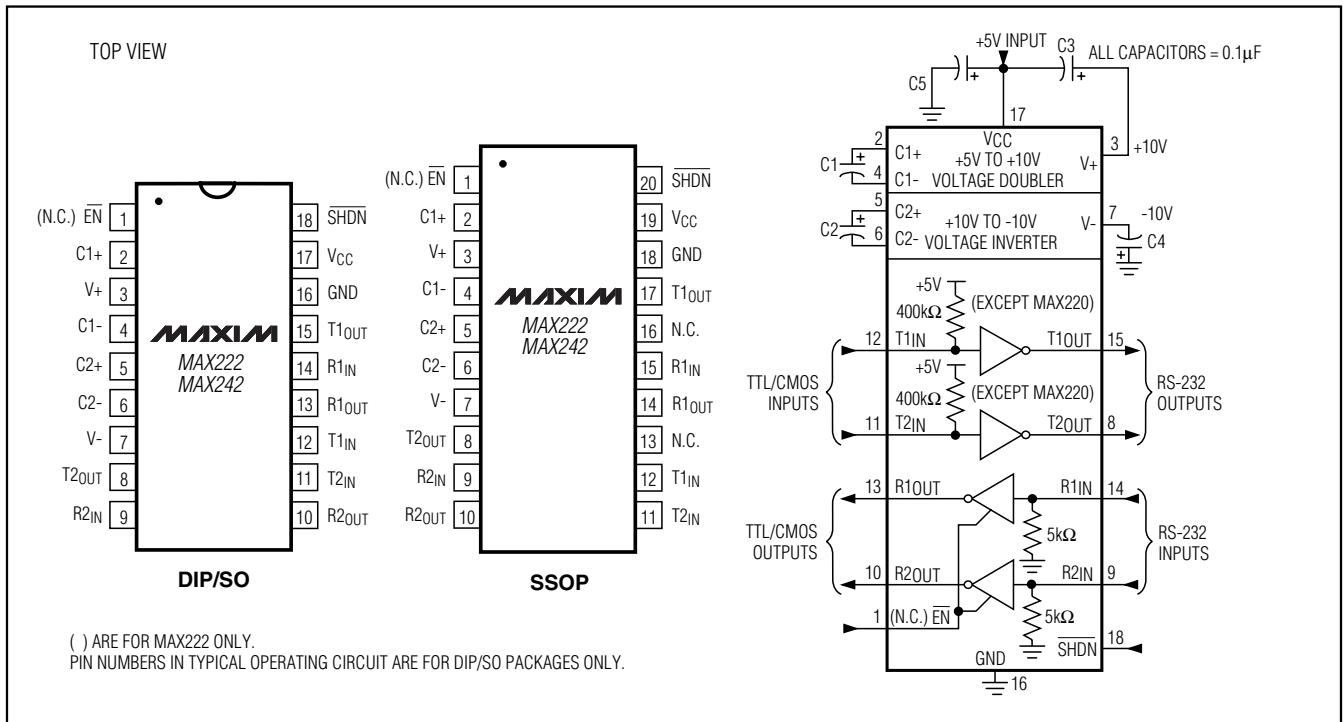 TOP VIEW
DIP/SO
(N.C.) EN 1
C1+ 2
V+ 3
C1- 4
C2+ 5
C2- 6
V- 7
T2OUT 8
R2IN 9
18 SHDN
17 VCC
16 GND
15 T1OUT
14 R1IN
13 R1OUT
12 T1IN
11 T2IN
10 R2OUT
MAXIM
MAX222
MAX242
(N.C.) EN 1
C1+ 2
V+ 3
C1- 4
C2+ 5
C2- 6
V- 7
T2OUT 8
R2IN 9
R2OUT 10
20 SHDN
19 VCC
18 GND
17 T1OUT
16 N.C.
15 R1IN
14 R1OUT
13 N.C.
12 T1IN
11 T2IN
MAXIM
MAX222
MAX242
SSOP
( ) ARE FOR MAX222 ONLY.
PIN NUMBERS IN TYPICAL OPERATING CIRCUIT ARE FOR DIP/SO PACKAGES ONLY.
+5V INPUT
C3
ALL CAPACITORS = 0.1µF
C5
+
+
17
VCC
2
C1+
+5V TO +10V
3
+10V
C1
+
V+
4
C1-
VOLTAGE DOUBLER
5
C2+
+10V TO -10V
7
-10V
C2
+
V-
6
C2-
VOLTAGE INVERTER
C4
+
+5V
400kΩ
(EXCEPT MAX220)
12
T1IN
T1OUT
15
+5V
TTL/CMOS
INPUTS
400kΩ
(EXCEPT MAX220)
RS-232
OUTPUTS
11
T2IN
T2OUT
8
13
R1OUT
R1IN
14
TTL/CMOS
OUTPUTS
5kΩ
RS-232
INPUTS
10
R2OUT
R2IN
9
1
(N.C.) EN
5kΩ
SHDN
18
GND
16